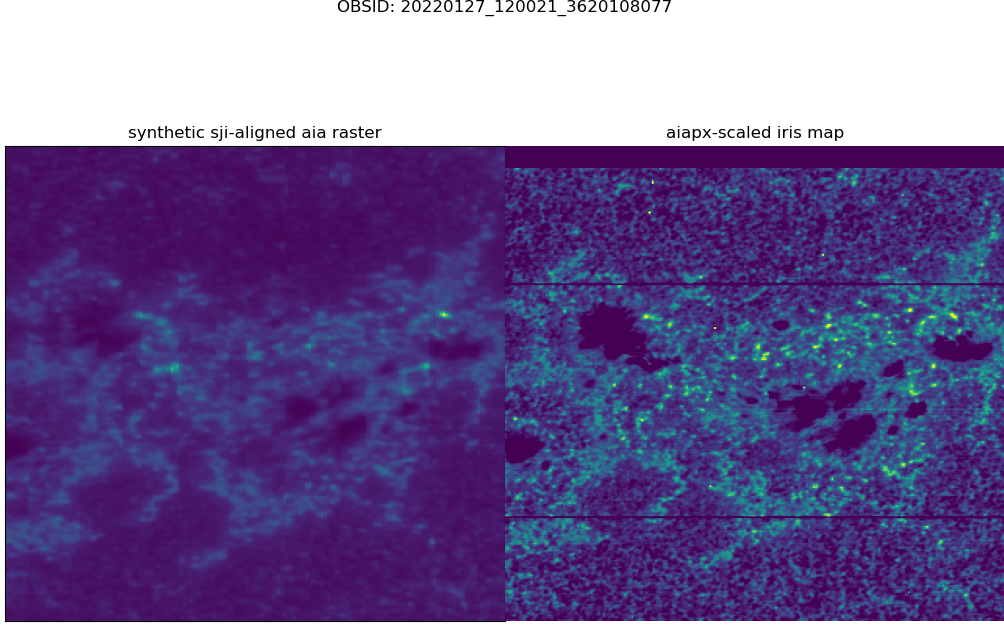 OBSID: 20220127_120021_3620108077
synthetic sji-aligned aia raster
aiapx-scaled iris map